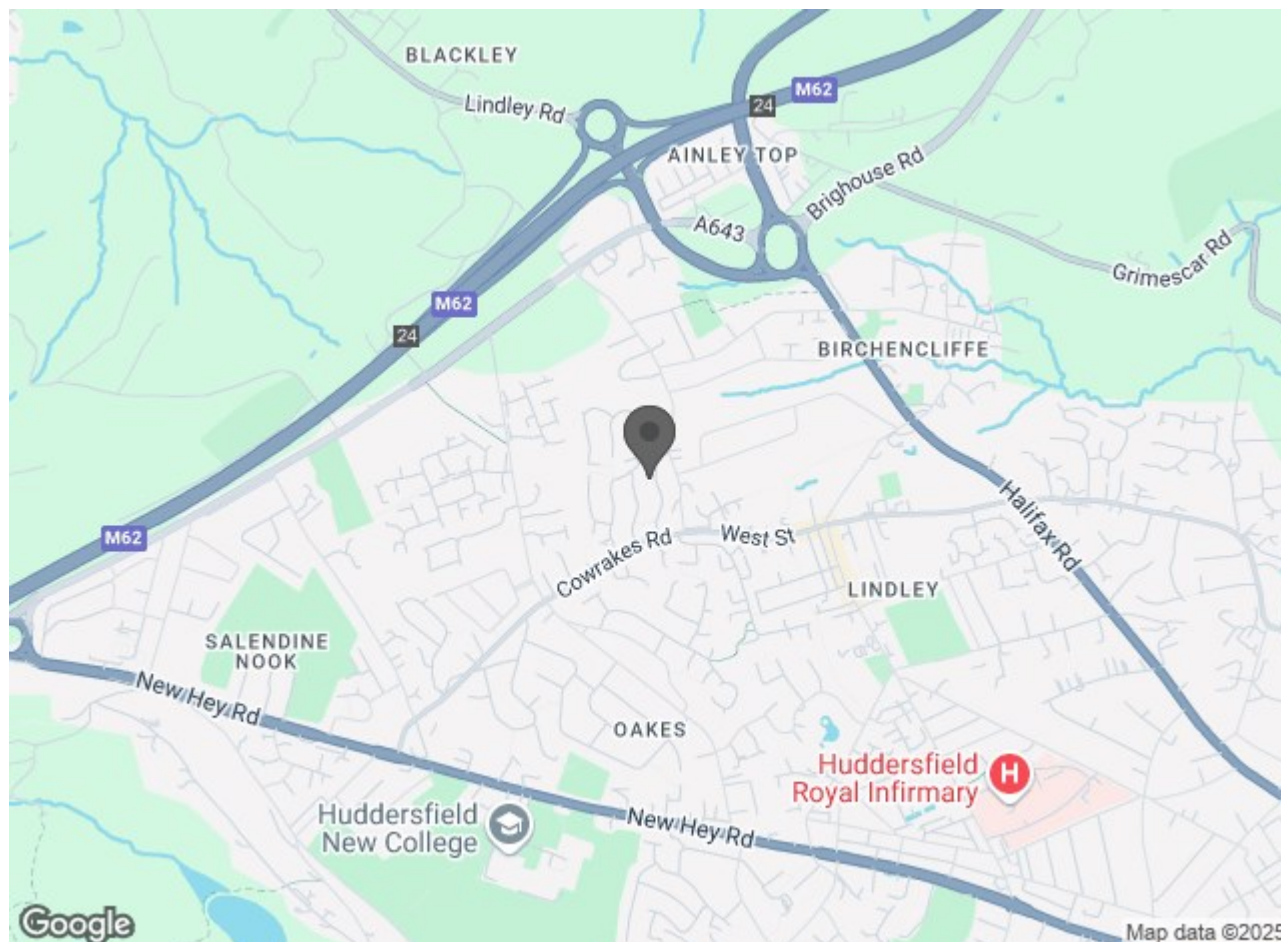 BLACKLEY
Lindley Rd
24
M62
AINLEY TOP
Brighouse Rd
A643
Grimescar Rd
M62
24
BIRCHENCLIFFE
M62
Cowrakes Rd
West St
Halifax Rd
LINDLEY
SALENDINE
NOOK
New Hey Rd
OAKES
Huddersfield
Royal Infirmary
H
Huddersfield
New College
New Hey Rd
Google
Map data ©2025